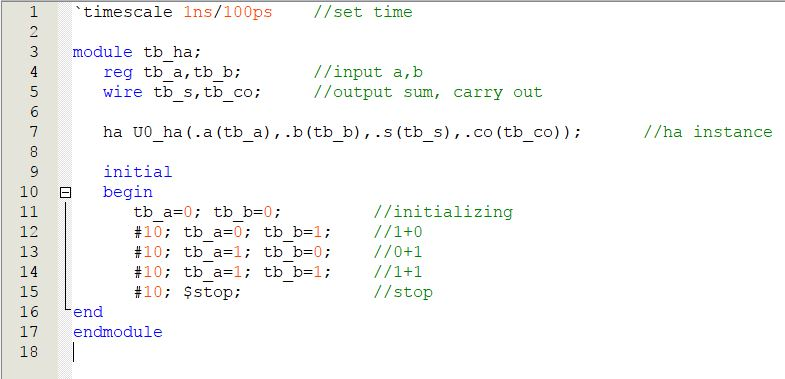 1 `timescale 1ns/100ps //set time
2
3 module tb_ha;
4 reg tb_a,tb_b; //input a,b
5 wire tb_s,tb_co; //output sum, carry out
6
7 ha U0_ha(.a(tb_a),.b(tb_b),.s(tb_s),.co(tb_co)); //ha instance
8
9 initial
10 begin
11 tb_a=0; tb_b=0; //initializing
12 #10; tb_a=0; tb_b=1; //1+0
13 #10; tb_a=1; tb_b=0; //0+1
14 #10; tb_a=1; tb_b=1; //1+1
15 #10; $stop; //stop
16 end
17 endmodule
18